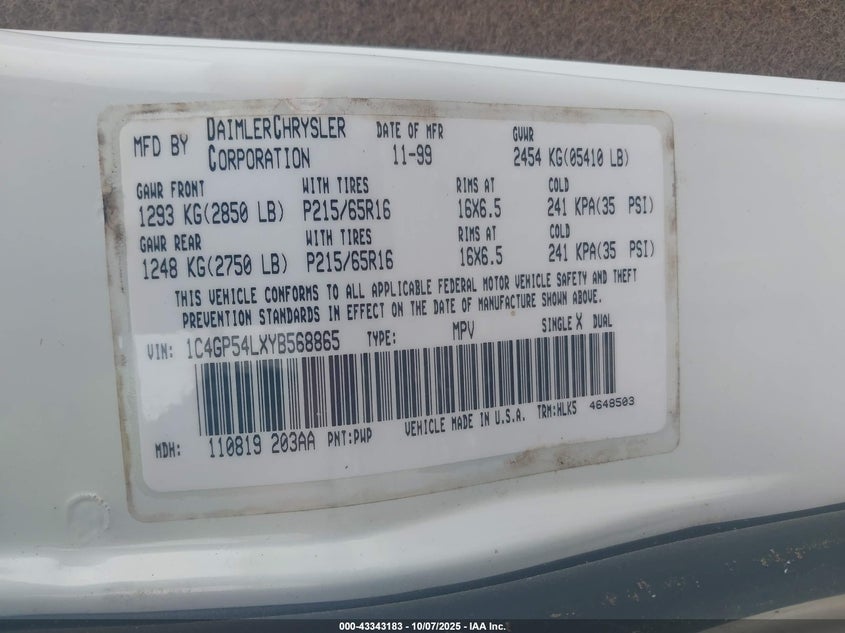 MFD BY DAIMLERCHRYSLER CORPORATION DATE OF MFR 11-99 GVWR 2454 KG(05410 LB)
GAWR FRONT WITH TIRES RIMS AT COLD
1293 KG(2850 LB) P215/65R16 16X6.5 241 KPA(35 PSI)
GAWR REAR WITH TIRES RIMS AT COLD
1248 KG(2750 LB) P215/65R16 16X6.5 241 KPA(35 PSI)
THIS VEHICLE CONFORMS TO ALL APPLICABLE FEDERAL MOTOR VEHICLE SAFETY AND THEFT
PREVENTION STANDARDS IN EFFECT ON THE DATE OF MANUFACTURE SHOWN ABOVE.
VIN: 1C4GP54LXYB568865 TYPE: MPV SINGLE X DUAL
MDH: 110819 203AA PNT:PWP VEHICLE MADE IN U.S.A. TRM:WLK5 4648503
000-43343183 - 10/07/2025 - IAA Inc.